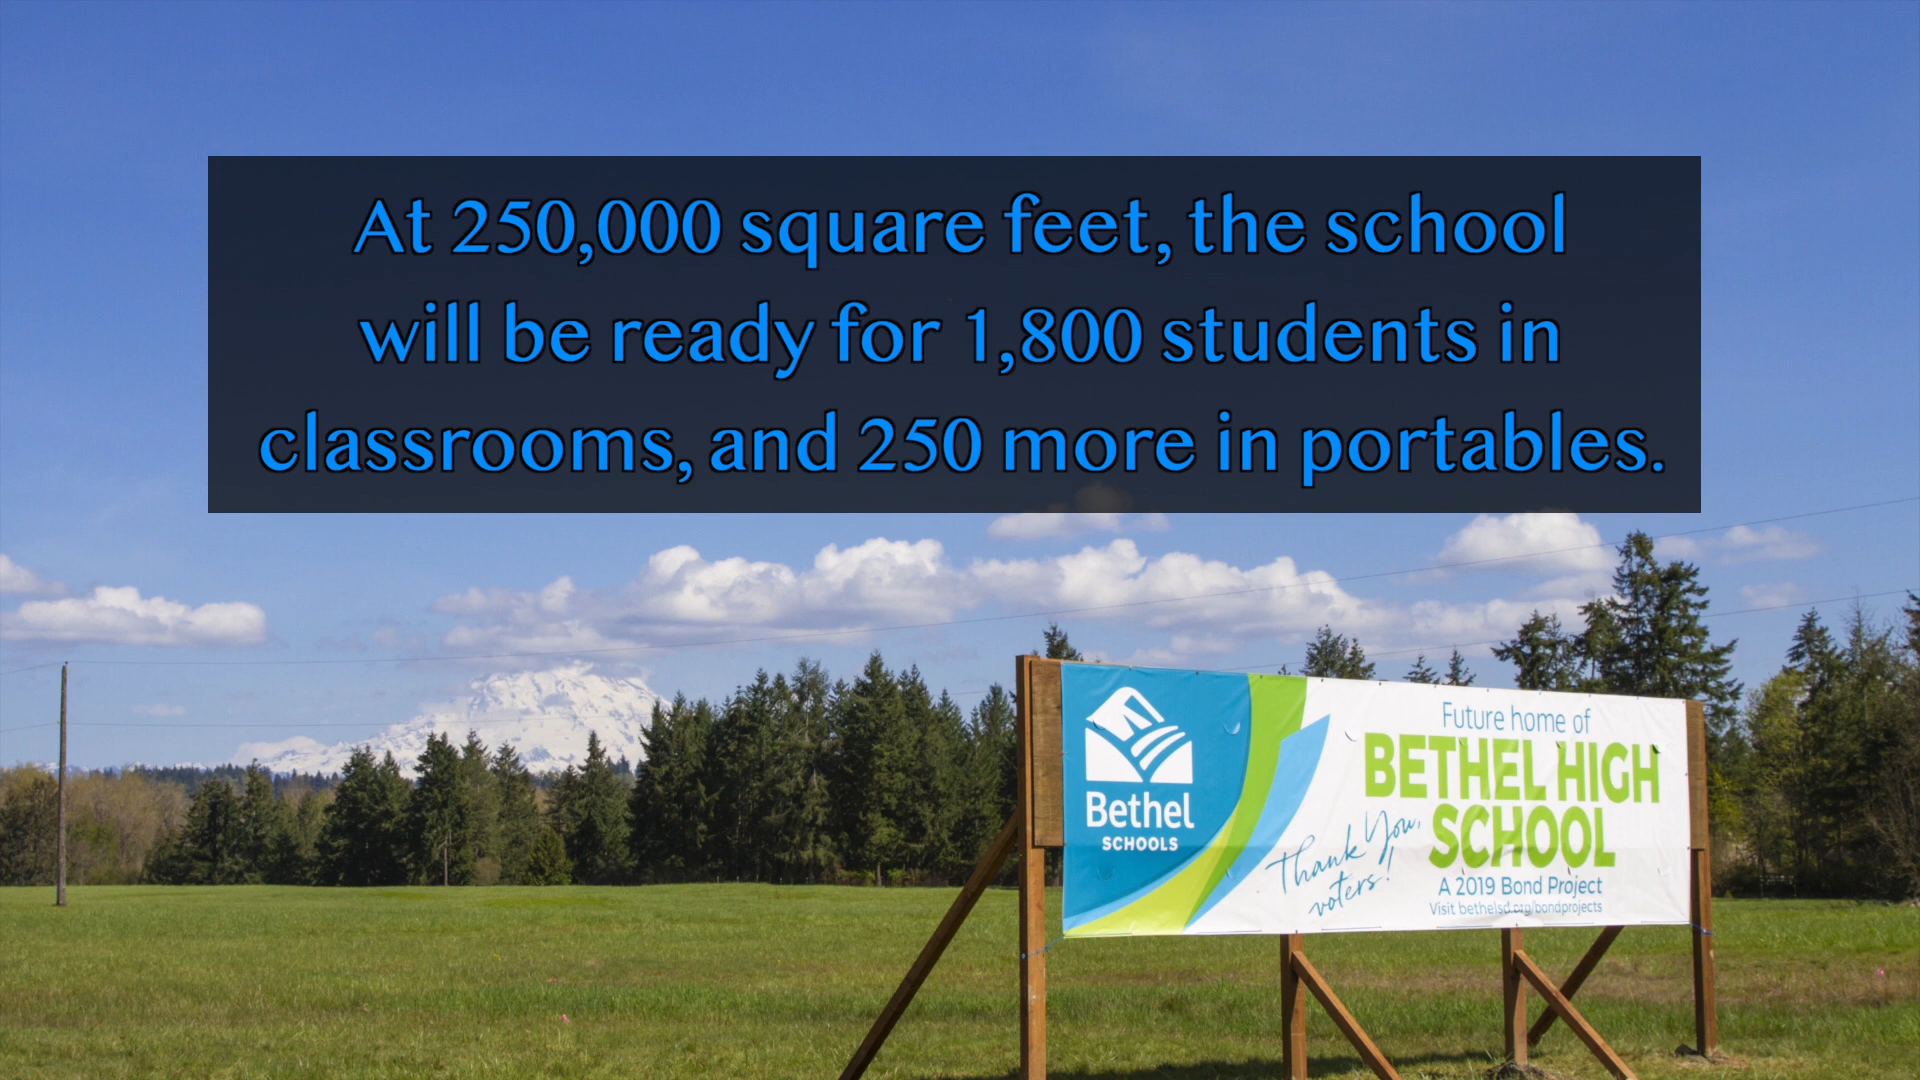 At 250,000 square feet, the school
will be ready for 1,800 students in
classrooms, and 250 more in portables.
Bethel
SCHOOLS
Future home of
BETHEL HIGH
SCHOOL
Thank You,
voters!
A 2019 Bond Project
Visit bethelsd.org/bondprojects